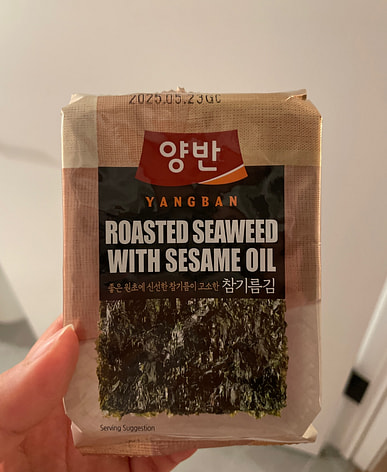 2025.05.23GC
양반
YANGBAN
ROASTED SEAWEED
WITH SESAME OIL
좋은 원초에 신선한 참기름이 고소한 참기름김
Serving Suggestion